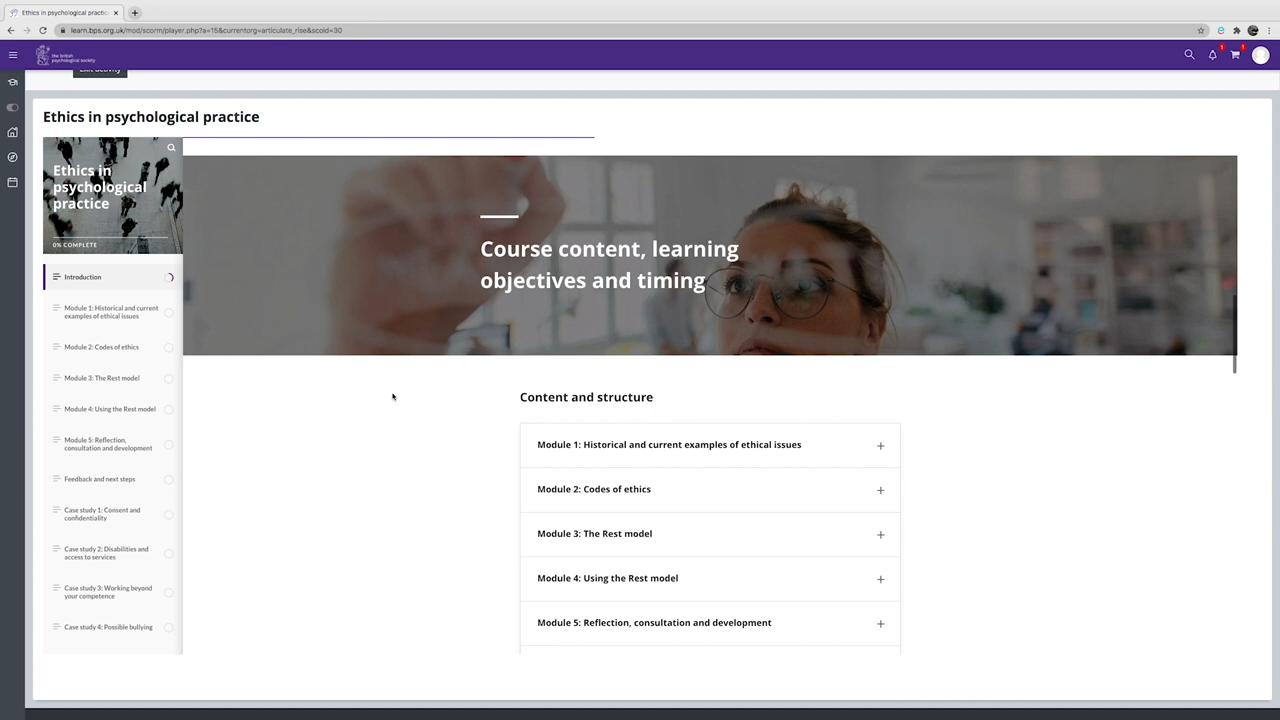 Ethics in psychological practic
learn.bps.org.uk/mod/scorm/player.php?a=15&currentorg=articulate_rise&scoid=30
the british
psychological society
1
1
Exit activity
Ethics in psychological practice
Ethics in
psychological
practice
0% COMPLETE
Introduction
Module 1: Historical and current
examples of ethical issues
Module 2: Codes of ethics
Module 3: The Rest model
Module 4: Using the Rest model
Module 5: Reflection,
consultation and development
Feedback and next steps
Case study 1: Consent and
confidentiality
Case study 2: Disabilities and
access to services
Case study 3: Working beyond
your competence
Case study 4: Possible bullying
Course content, learning
objectives and timing
Content and structure
Module 1: Historical and current examples of ethical issues
Module 2: Codes of ethics
Module 3: The Rest model
Module 4: Using the Rest model
Module 5: Reflection, consultation and development